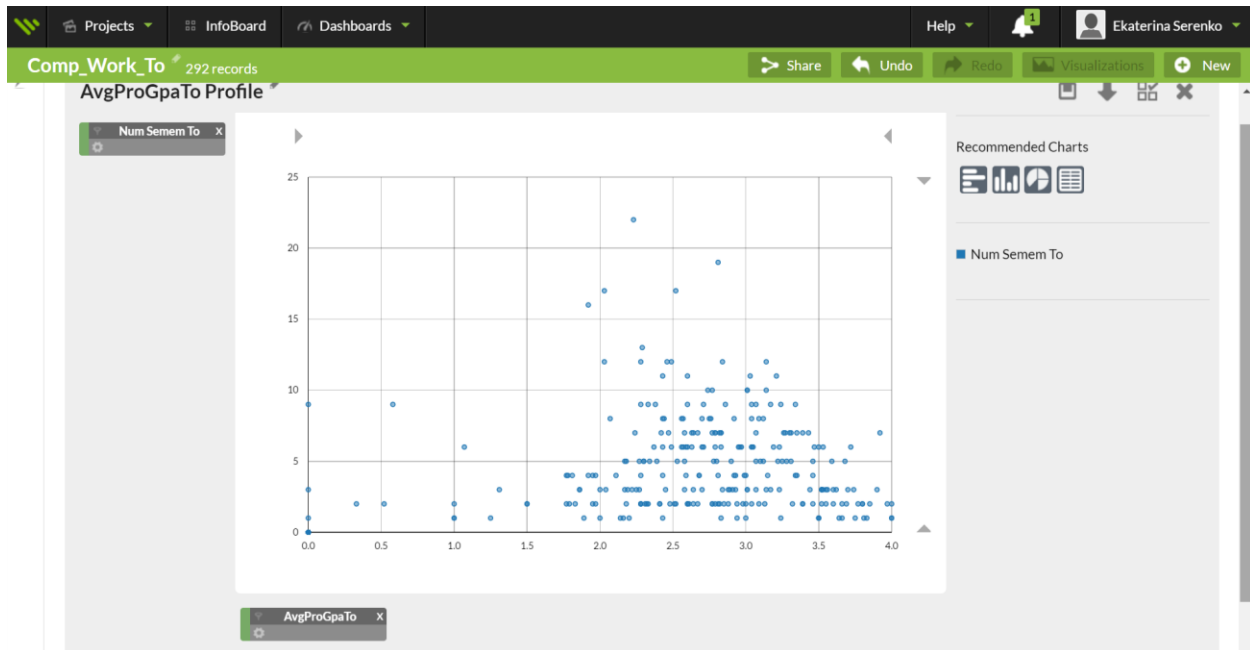 Projects InfoBoard Dashboards Help 1 Ekaterina Serenko
Comp_Work_To 292 records Share Undo Redo Visualizations New
AvgProGpaTo Profile
Num Semem To x
Recommended Charts
25
20
Num Semem To
15
10
5
0
0.0 0.5 1.0 1.5 2.0 2.5 3.0 3.5 4.0
AvgProGpaTo x